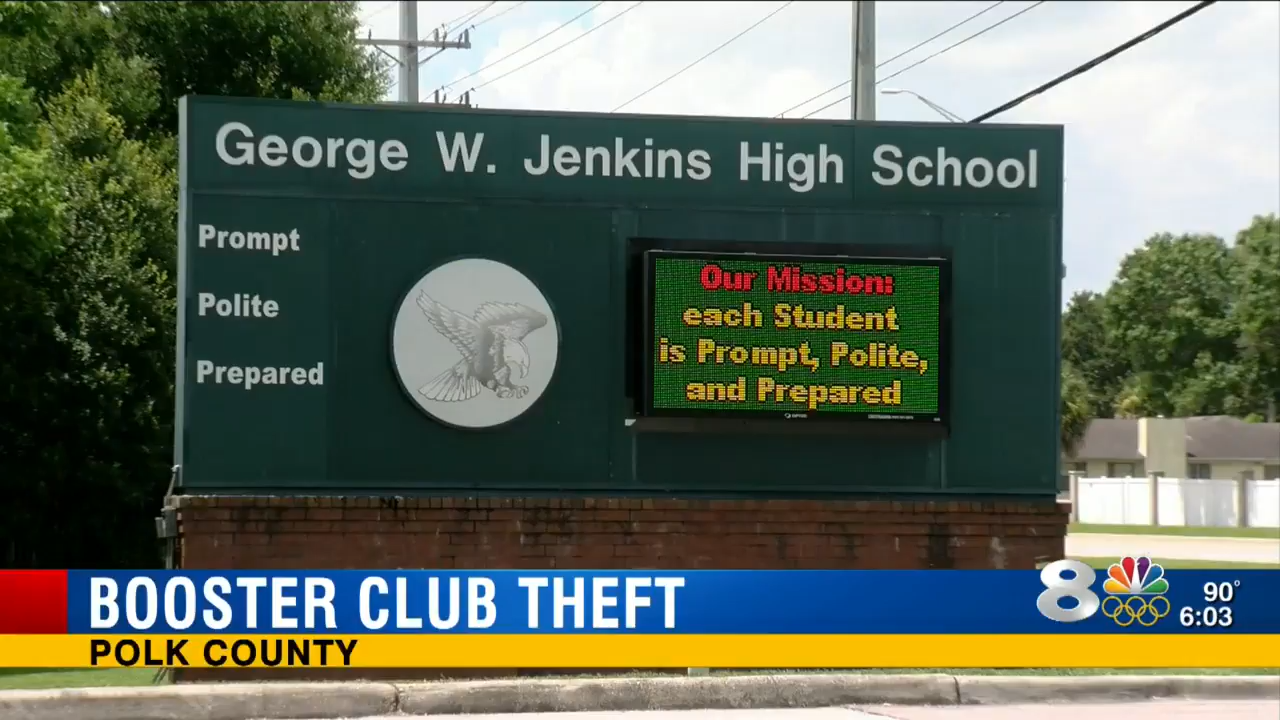 George W. Jenkins High School
Prompt
Polite
Prepared
Our Mission:
each Student
is Prompt, Polite,
and Prepared
BOOSTER CLUB THEFT
POLK COUNTY
8
90°
6:03